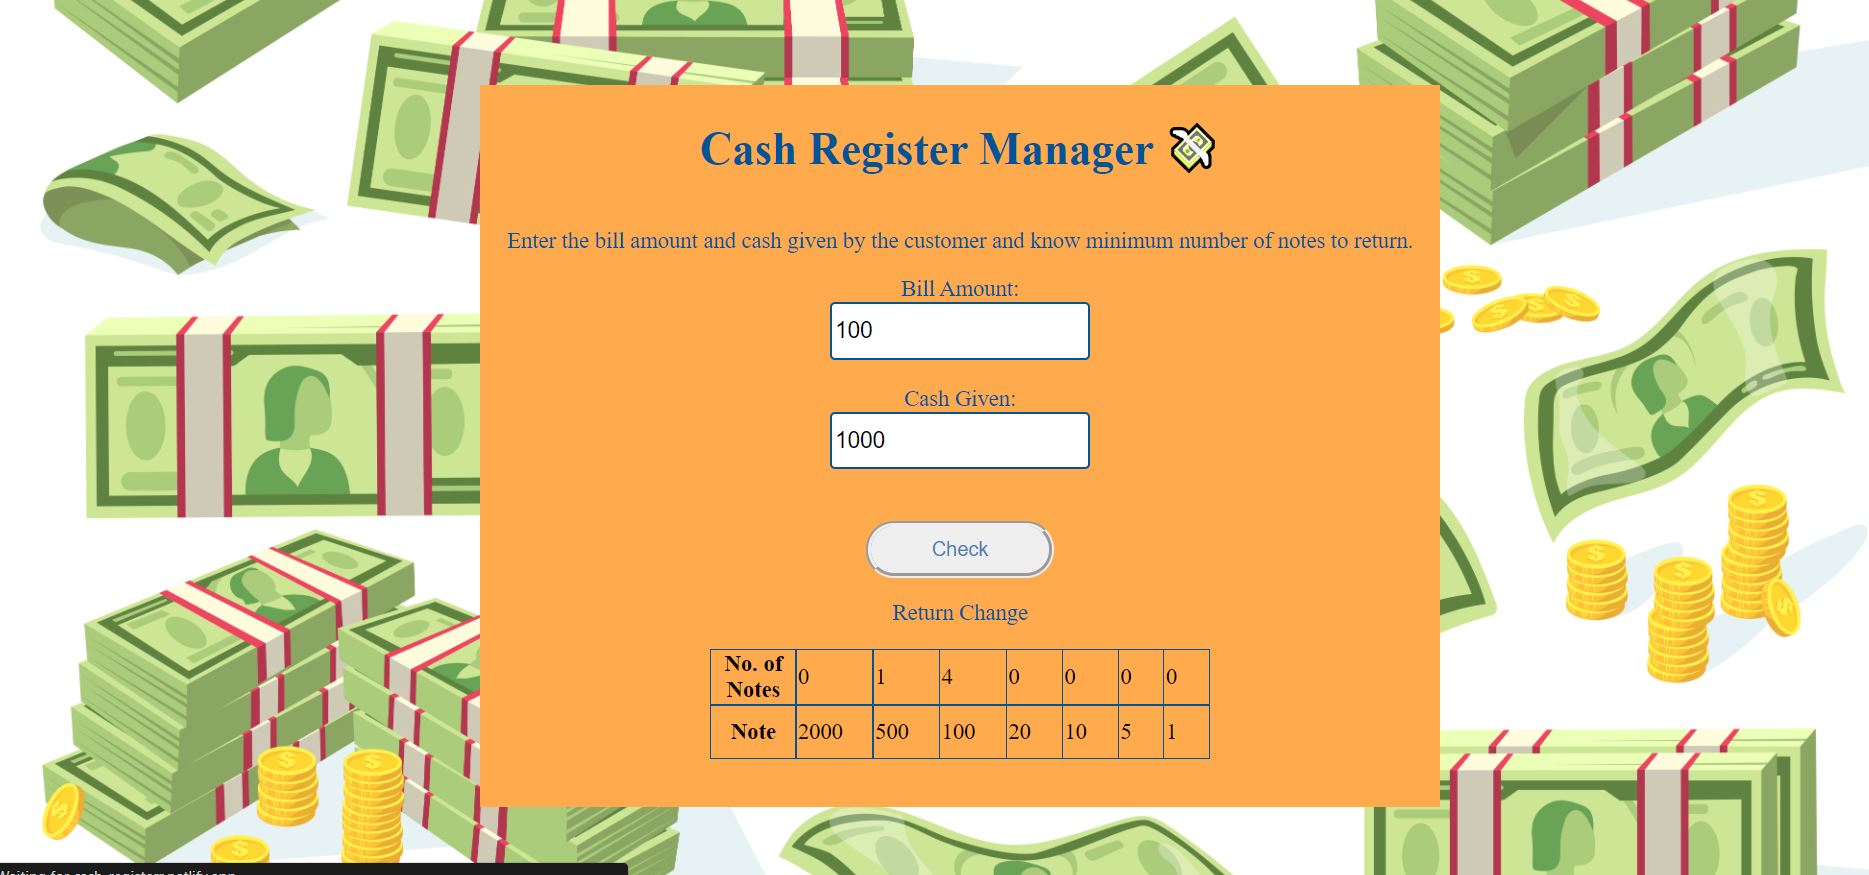 Cash Register Manager 💸
Enter the bill amount and cash given by the customer and know minimum number of notes to return.
Bill Amount:
100
Cash Given:
1000
Check
Return Change
No. of Notes 0 1 4 0 0 0 0
Note 2000 500 100 20 10 5 1